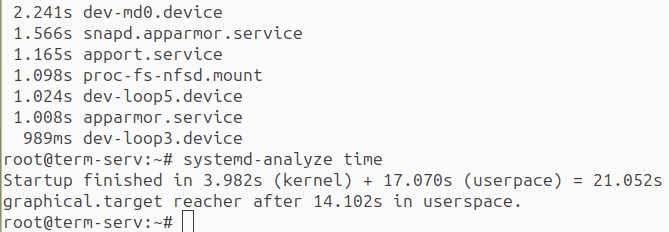 2.241s dev-md0.device
1.566s snapd.apparmor.service
1.165s apport.service
1.098s proc-fs-nfsd.mount
1.024s dev-loop5.device
1.008s apparmor.service
989ms dev-loop3.device
root@term-serv:~# systemd-analyze time
Startup finished in 3.982s (kernel) + 17.070s (userpace) = 21.052s
graphical.target reacher after 14.102s in userspace.
root@term-serv:~#